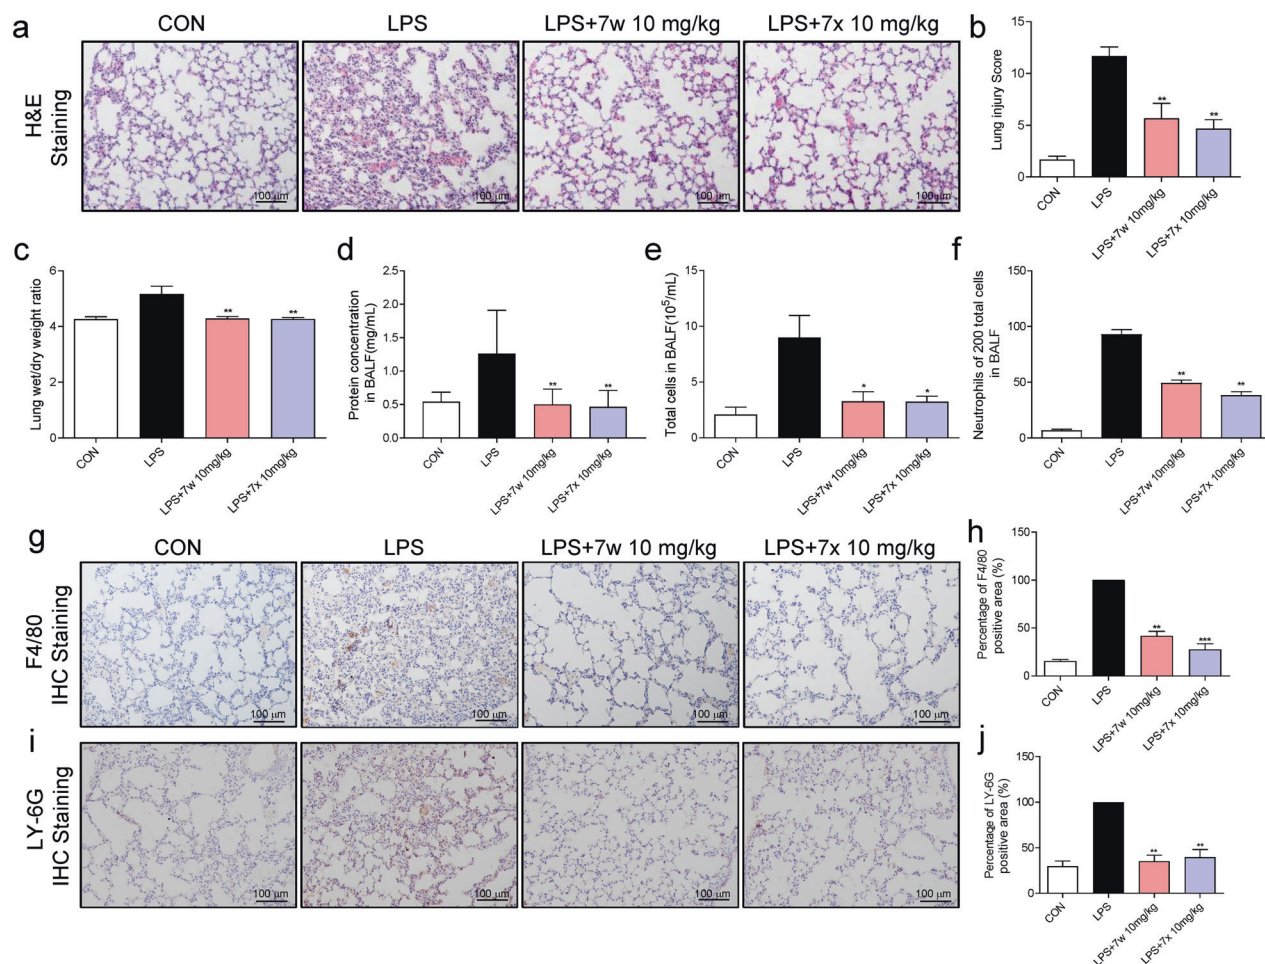 a
CON
LPS
LPS+7w 10 mg/kg
LPS+7x 10 mg/kg
H&E
Staining
100 μm
100 μm
100 μm
100 μm
b
Lung injury Score
15
10
5
0
**
**
CON
LPS
LPS+7w 10mg/kg
LPS+7x 10mg/kg
c
Lung wet/dry weight ratio
6
4
2
0
**
**
CON
LPS
LPS+7w 10mg/kg
LPS+7x 10mg/kg
d
Protein concentration
in BALF(mg/mL)
2.5
2.0
1.5
1.0
0.5
0.0
**
**
CON
LPS
LPS+7w 10mg/kg
LPS+7x 10mg/kg
e
Total cells in BALF(10⁵/mL)
15
10
5
0
*
*
CON
LPS
LPS+7w 10mg/kg
LPS+7x 10mg/kg
f
Neutrophils of 200 total cells
in BALF
150
100
50
0
**
**
CON
LPS
LPS+7w 10mg/kg
LPS+7x 10mg/kg
g
CON
LPS
LPS+7w 10 mg/kg
LPS+7x 10 mg/kg
F4/80
IHC Staining
100 μm
100 μm
100 μm
100 μm
h
Percentage of F4/80
positive area (%)
150
100
50
0
**
***
CON
LPS
LPS+7w 10mg/kg
LPS+7x 10mg/kg
i
LY-6G
IHC Staining
100 μm
100 μm
100 μm
100 μm
j
Percentage of LY-6G
positive area (%)
150
100
50
0
**
**
CON
LPS
LPS+7w 10mg/kg
LPS+7x 10mg/kg